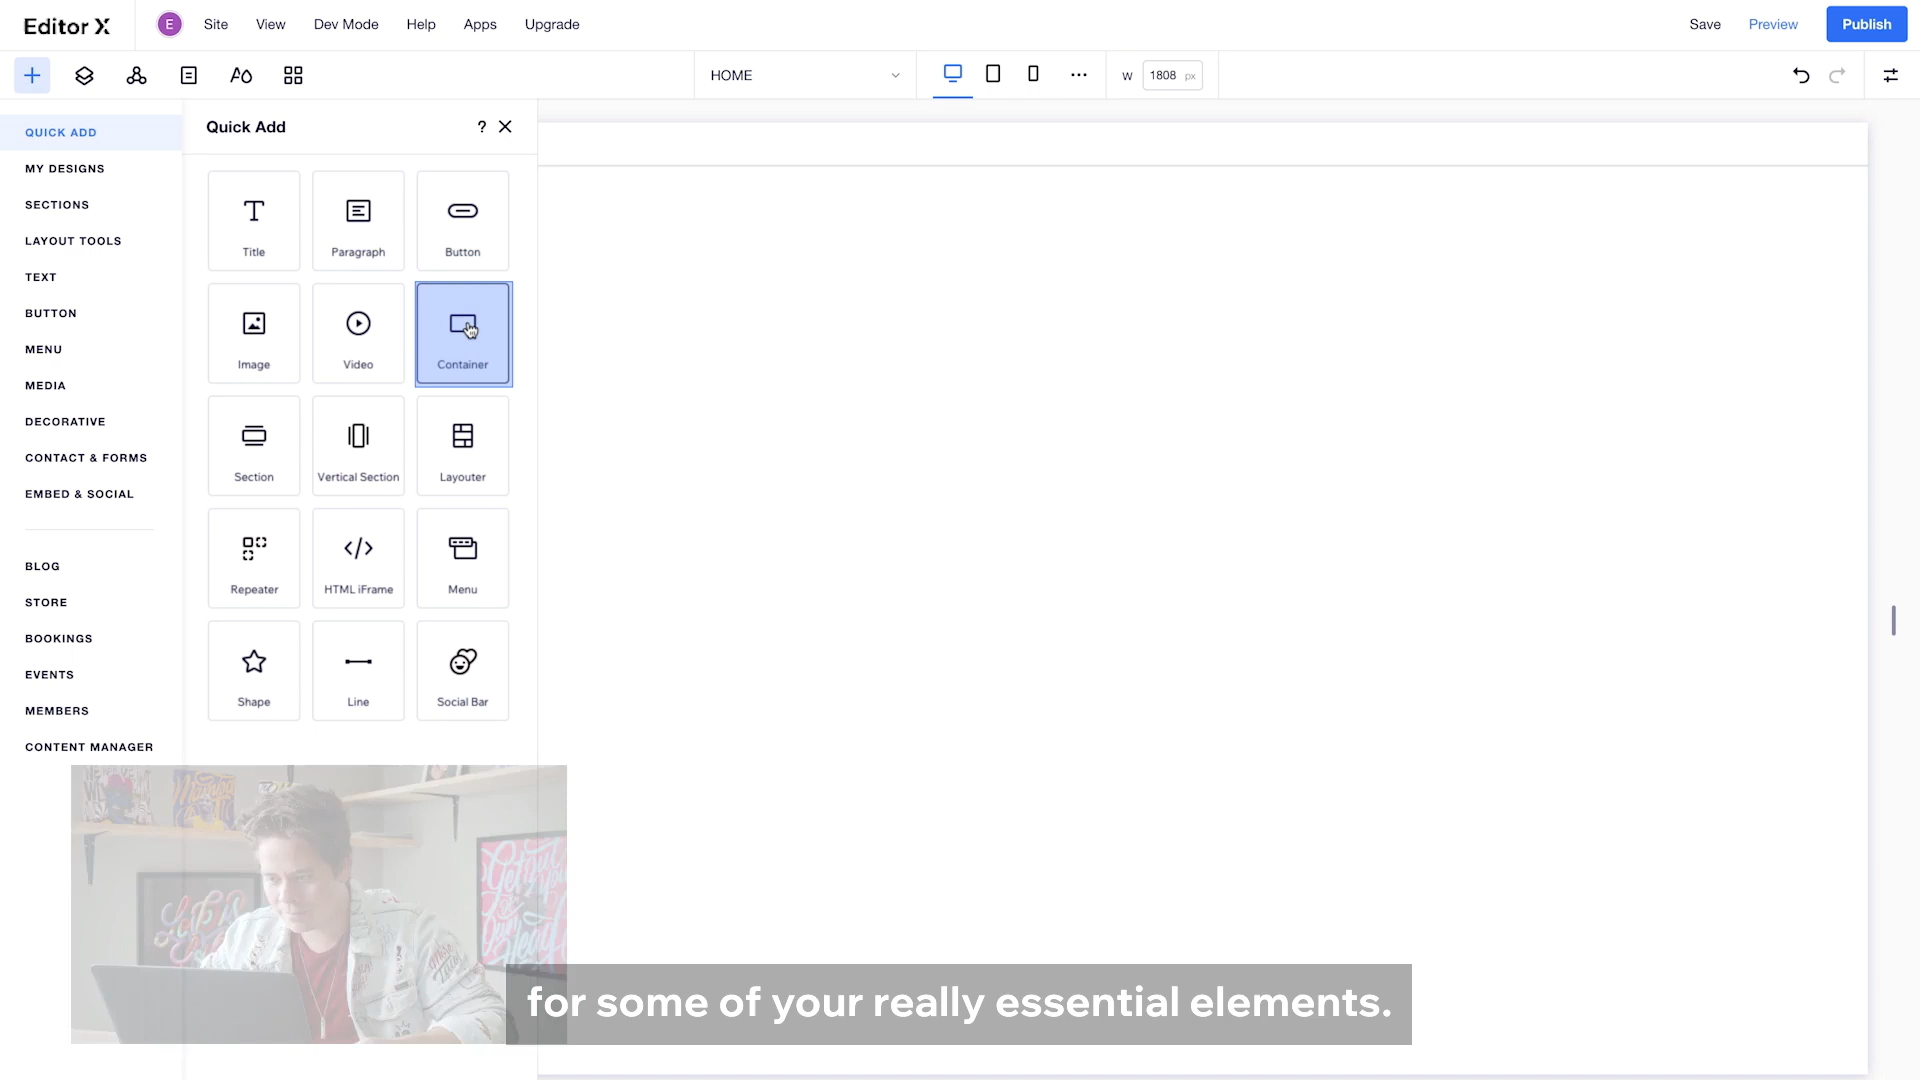 Editor X
E
Site
View
Dev Mode
Help
Apps
Upgrade
Save
Preview
Publish
HOME
W
1808 px
QUICK ADD
MY DESIGNS
SECTIONS
LAYOUT TOOLS
TEXT
BUTTON
MENU
MEDIA
DECORATIVE
CONTACT & FORMS
EMBED & SOCIAL
BLOG
STORE
BOOKINGS
EVENTS
MEMBERS
CONTENT MANAGER
Quick Add
?
Title
Paragraph
Button
Image
Video
Container
Section
Vertical Section
Layouter
Repeater
HTML iFrame
Menu
Shape
Line
Social Bar
for some of your really essential elements.